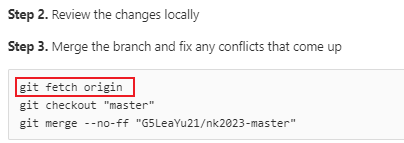 Step 2. Review the changes locally
Step 3. Merge the branch and fix any conflicts that come up
git fetch origin
git checkout "master"
git merge --no-ff "G5LeaYu21/nk2023-master"